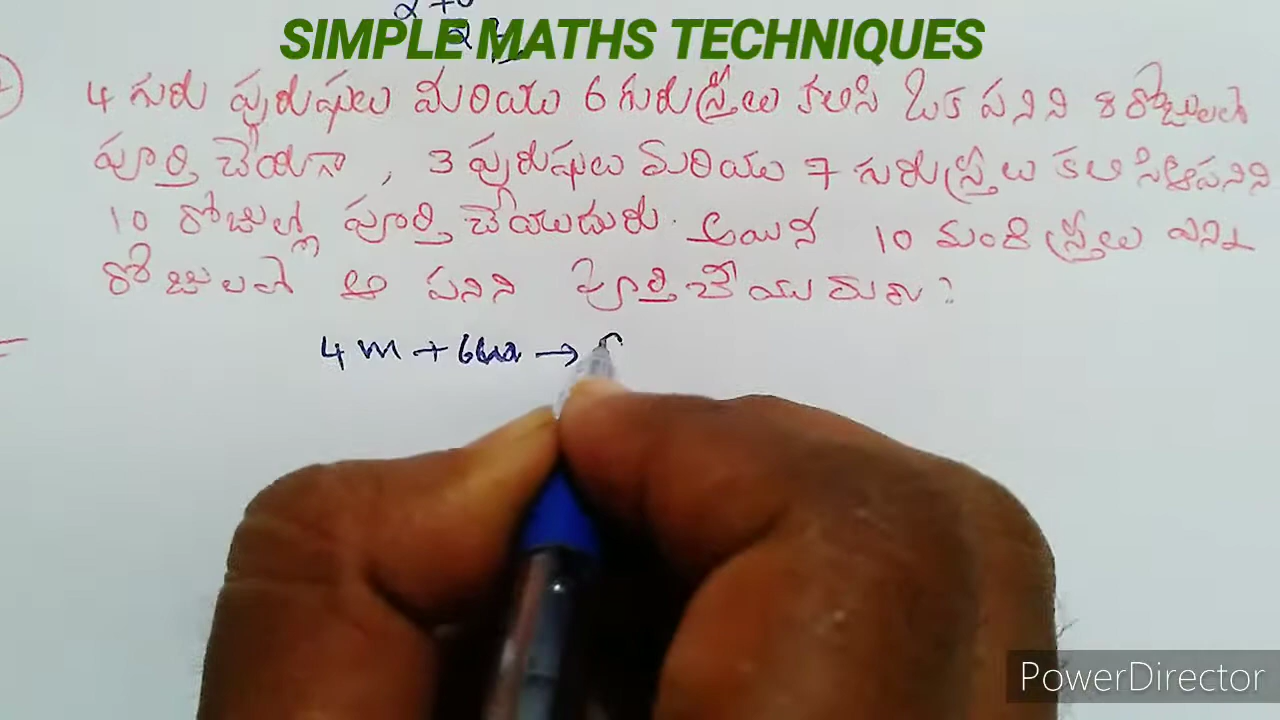 SIMPLE MATHS TECHNIQUES
4 గురు పురుషులు మరియు 6 గురు స్త్రీలు కలిసి ఒక పనిని 8 రోజులలో
పూర్తి చేయగా , 3 పురుషులు మరియు 7 గురు స్త్రీలు కలిసి ఆ పనిని
10 రోజుల్లో పూర్తి చేయుదురు. అయిన 10 మంది స్త్రీలు ఎన్ని
రోజులలో ఆ పనిని పూర్తి చేయుదురు?
4 m + 6w →
PowerDirector